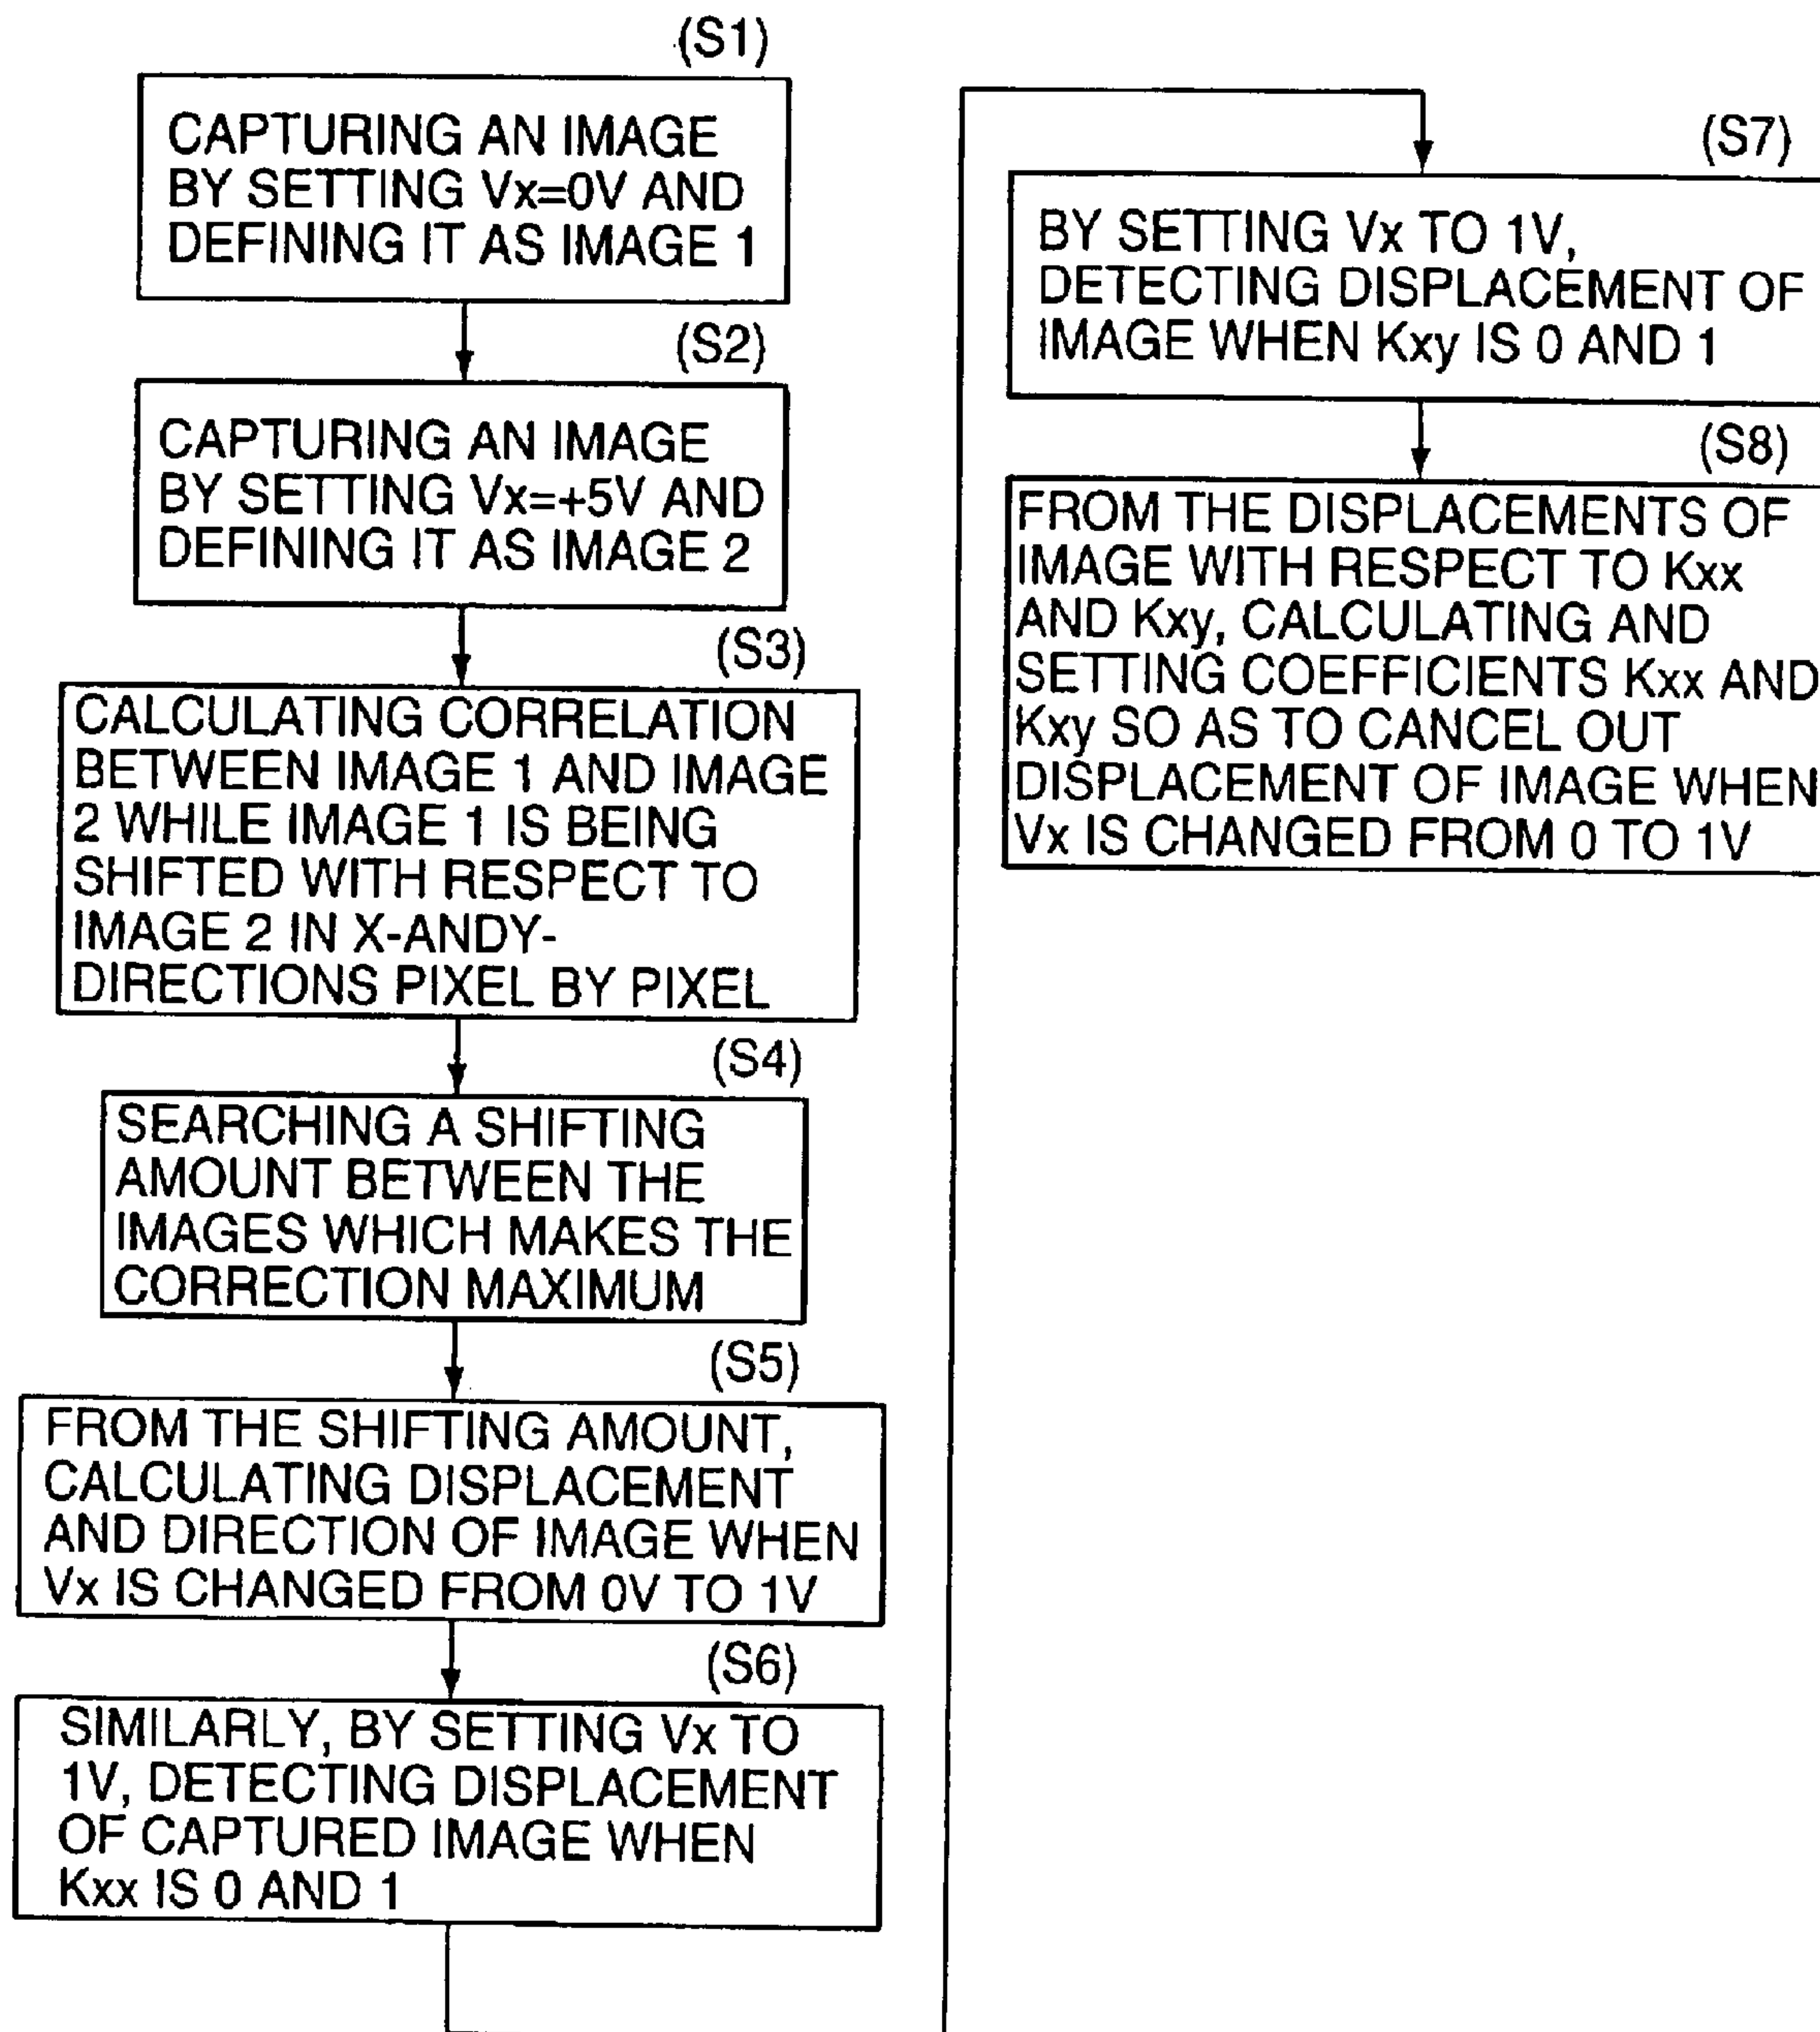 (S1)
CAPTURING AN IMAGE
BY SETTING Vx=0V AND
DEFINING IT AS IMAGE 1
(S2)
CAPTURING AN IMAGE
BY SETTING Vx=+5V AND
DEFINING IT AS IMAGE 2
(S3)
CALCULATING CORRELATION
BETWEEN IMAGE 1 AND IMAGE
2 WHILE IMAGE 1 IS BEING
SHIFTED WITH RESPECT TO
IMAGE 2 IN X-ANDY-
DIRECTIONS PIXEL BY PIXEL
(S4)
SEARCHING A SHIFTING
AMOUNT BETWEEN THE
IMAGES WHICH MAKES THE
CORRECTION MAXIMUM
(S5)
FROM THE SHIFTING AMOUNT,
CALCULATING DISPLACEMENT
AND DIRECTION OF IMAGE WHEN
Vx IS CHANGED FROM 0V TO 1V
(S6)
SIMILARLY, BY SETTING Vx TO
1V, DETECTING DISPLACEMENT
OF CAPTURED IMAGE WHEN
Kxx IS 0 AND 1
(S7)
BY SETTING Vx TO 1V,
DETECTING DISPLACEMENT OF
IMAGE WHEN Kxy IS 0 AND 1
(S8)
FROM THE DISPLACEMENTS OF
IMAGE WITH RESPECT TO Kxx
AND Kxy, CALCULATING AND
SETTING COEFFICIENTS Kxx AND
Kxy SO AS TO CANCEL OUT
DISPLACEMENT OF IMAGE WHEN
Vx IS CHANGED FROM 0 TO 1V